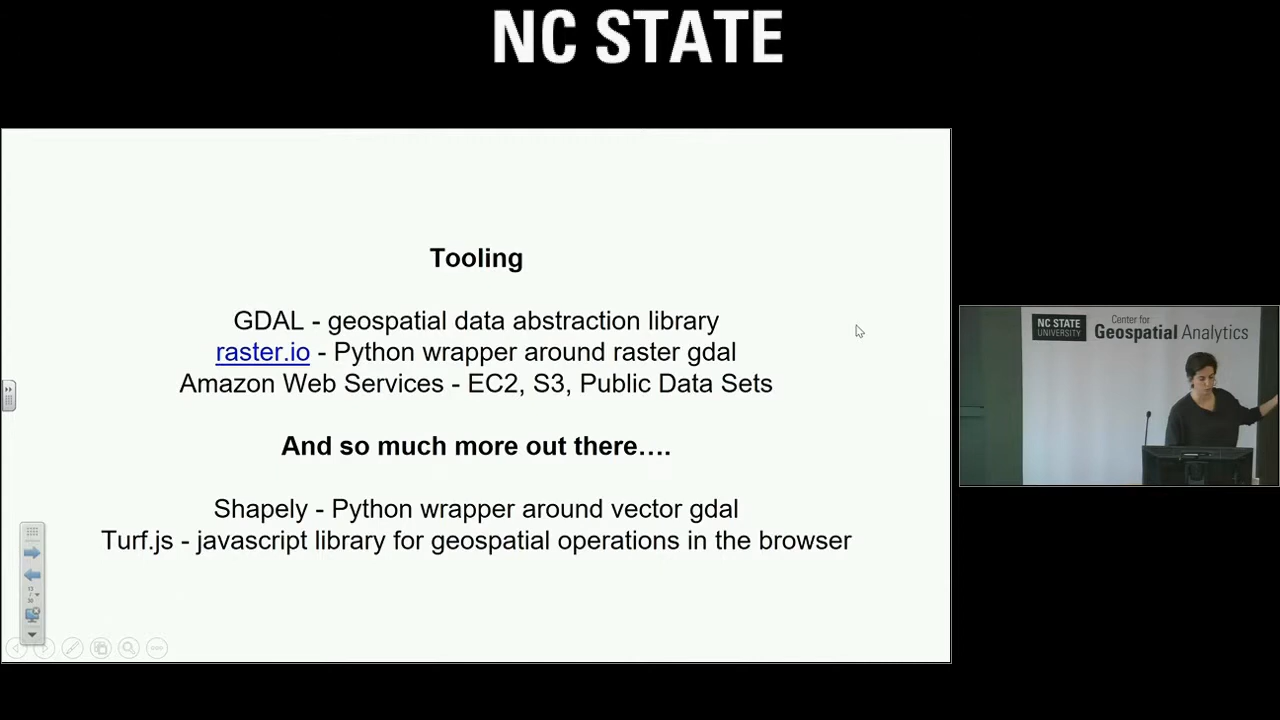 NC STATE
Tooling
GDAL - geospatial data abstraction library
raster.io - Python wrapper around raster gdal
Amazon Web Services - EC2, S3, Public Data Sets
And so much more out there….
Shapely - Python wrapper around vector gdal
Turf.js - javascript library for geospatial operations in the browser
NC STATE
UNIVERSITY
Center for
Geospatial Analytics